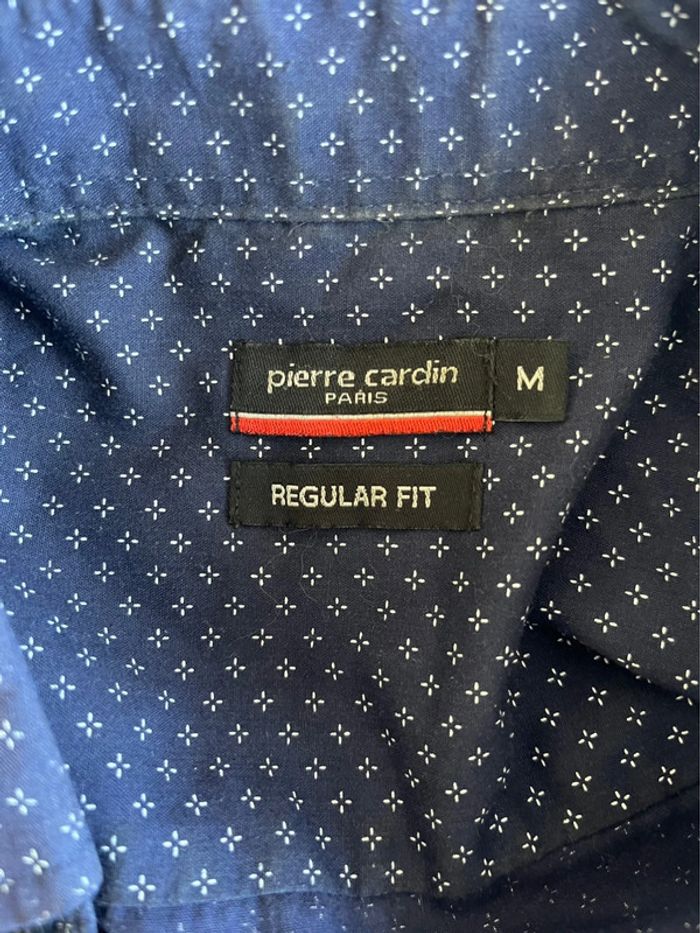 pierre cardin
PARIS
M
REGULAR FIT